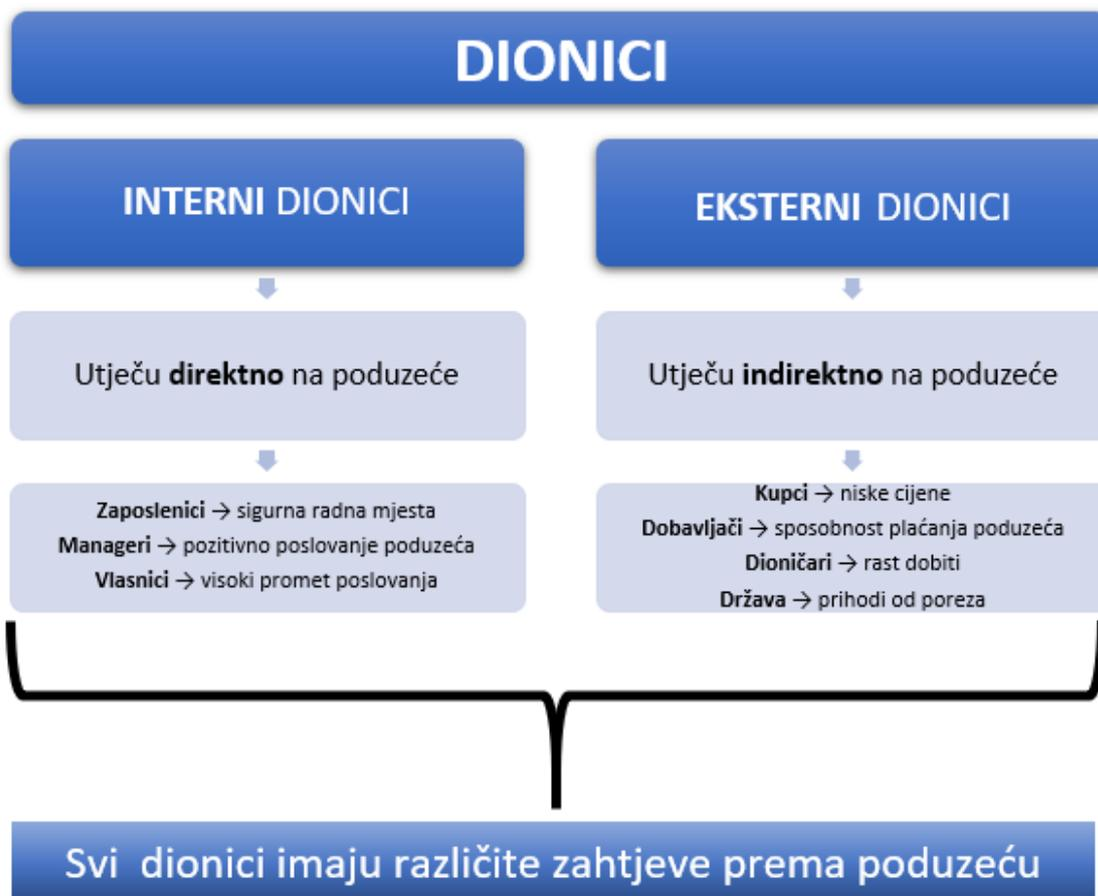 DIONICI
INTERNI DIONICI
Utječu direktno na poduzeće
Zaposlenici → sigurna radna mjesta
Manageri → pozitivno poslovanje poduzeća
Vlasnici → visoki promet poslovanja
EKSTERNI DIONICI
Utječu indirektno na poduzeće
Kupci → niske cijene
Dobavljači → sposobnost plaćanja poduzeća
Dioničari → rast dobiti
Država → prihodi od poreza
Svi dionici imaju različite zahtjeve prema poduzeću